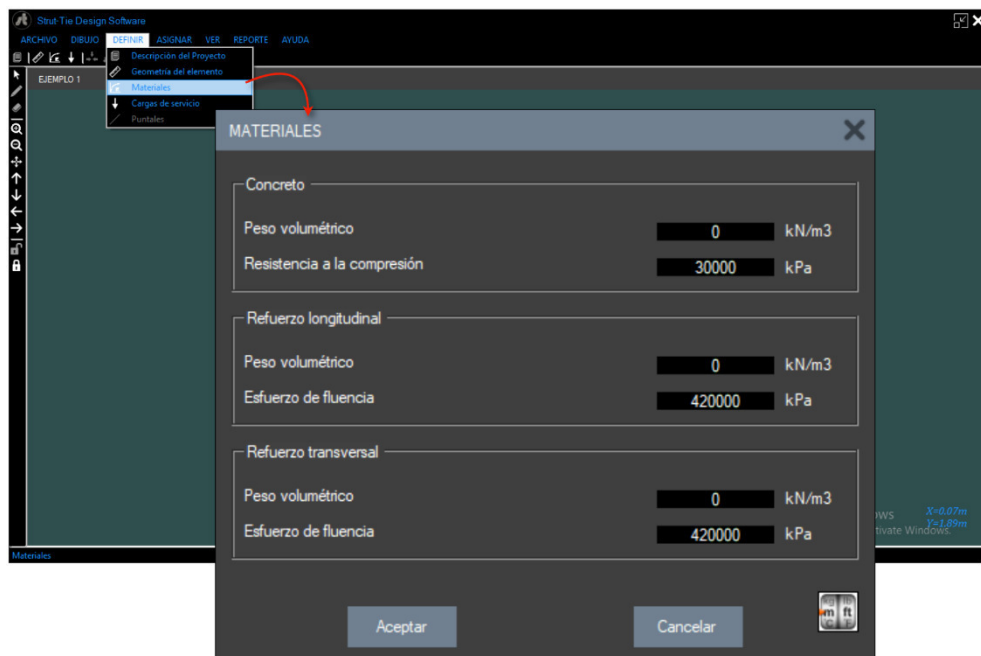 Strut-Tie Design Software
ARCHIVO DIBUJO DEFINIR ASIGNAR VER REPORTE AYUDA
Descripción del Proyecto
Geometría del elemento
EJEMPLO 1
Materiales
Cargas de servicio
Puntales
MATERIALES
Concreto
Peso volumétrico 0 kN/m3
Resistencia a la compresión 30000 kPa
Refuerzo longitudinal
Peso volumétrico 0 kN/m3
Esfuerzo de fluencia 420000 kPa
Refuerzo transversal
Peso volumétrico 0 kN/m3
Esfuerzo de fluencia 420000 kPa
X=0.07m
Y=1.89m
Windows.
Materiales
m ft
Aceptar Cancelar